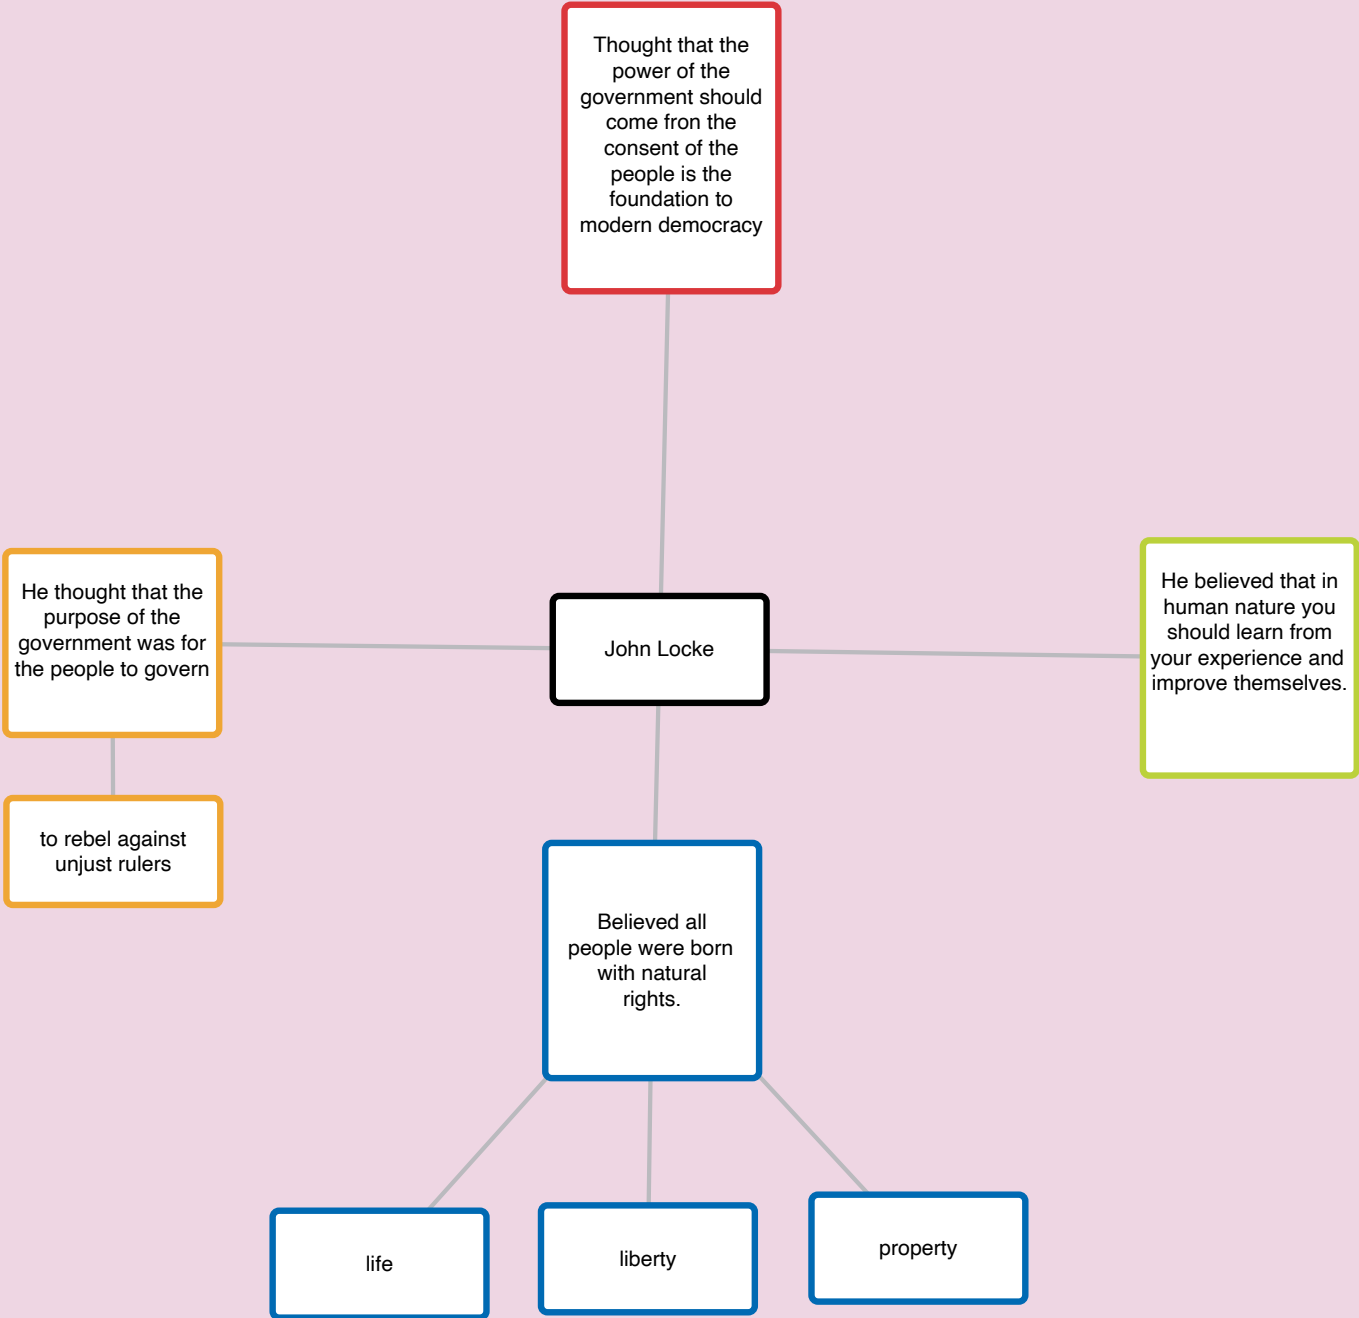 Thought that the
power of the
government should
come fron the
consent of the
people is the
foundation to
modern democracy
He thought that the
purpose of the
government was for
the people to govern
John Locke
He believed that in
human nature you
should learn from
your experience and
improve themselves.
to rebel against
unjust rulers
Believed all
people were born
with natural
rights.
life
liberty
property